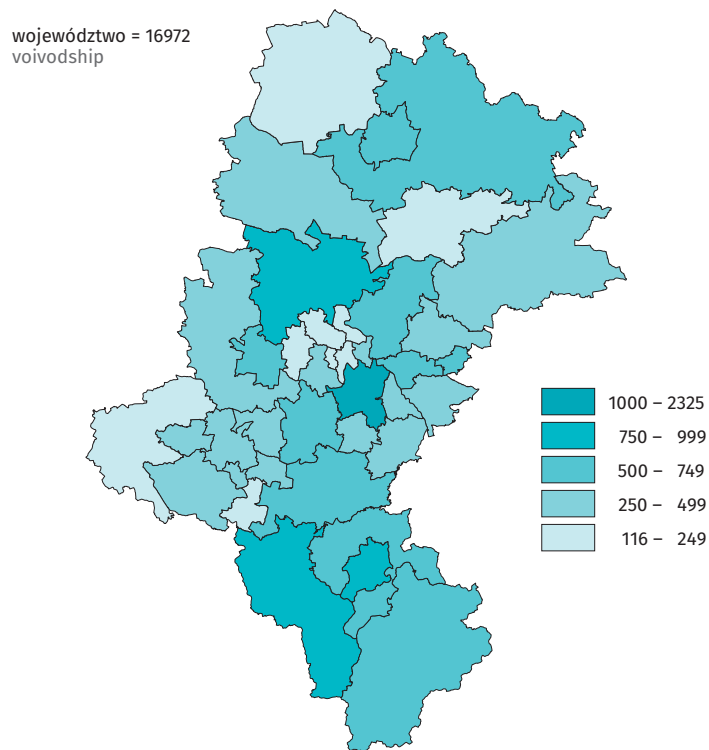 województwo = 16972
voivodship
1000 – 2325
750 – 999
500 – 749
250 – 499
116 – 249